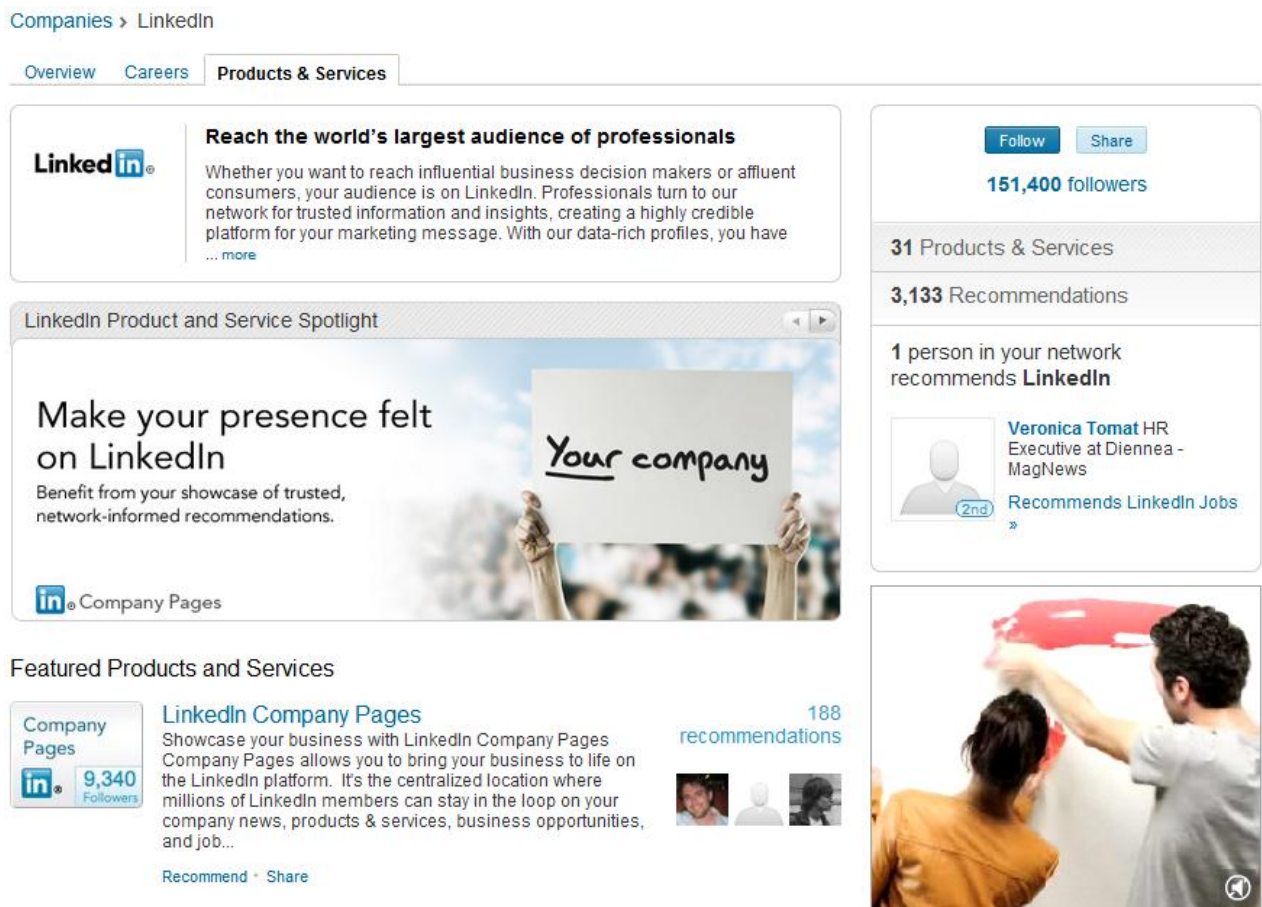 Companies › LinkedIn
Overview Careers Products & Services
Linked in®
Reach the world's largest audience of professionals
Whether you want to reach influential business decision makers or affluent
consumers, your audience is on LinkedIn. Professionals turn to our
network for trusted information and insights, creating a highly credible
platform for your marketing message. With our data-rich profiles, you have
... more
LinkedIn Product and Service Spotlight
Make your presence felt
on LinkedIn
Benefit from your showcase of trusted,
network-informed recommendations.
in® Company Pages
Your company
Featured Products and Services
Company
Pages
in®
9,340
Followers
LinkedIn Company Pages
Showcase your business with LinkedIn Company Pages
Company Pages allows you to bring your business to life on
the LinkedIn platform. It's the centralized location where
millions of LinkedIn members can stay in the loop on your
company news, products & services, business opportunities,
and job...
Recommend · Share
188
recommendations
Follow Share
151,400 followers
31 Products & Services
3,133 Recommendations
1 person in your network
recommends LinkedIn
2nd
Veronica Tomat HR
Executive at Diennea -
MagNews
Recommends LinkedIn Jobs
»